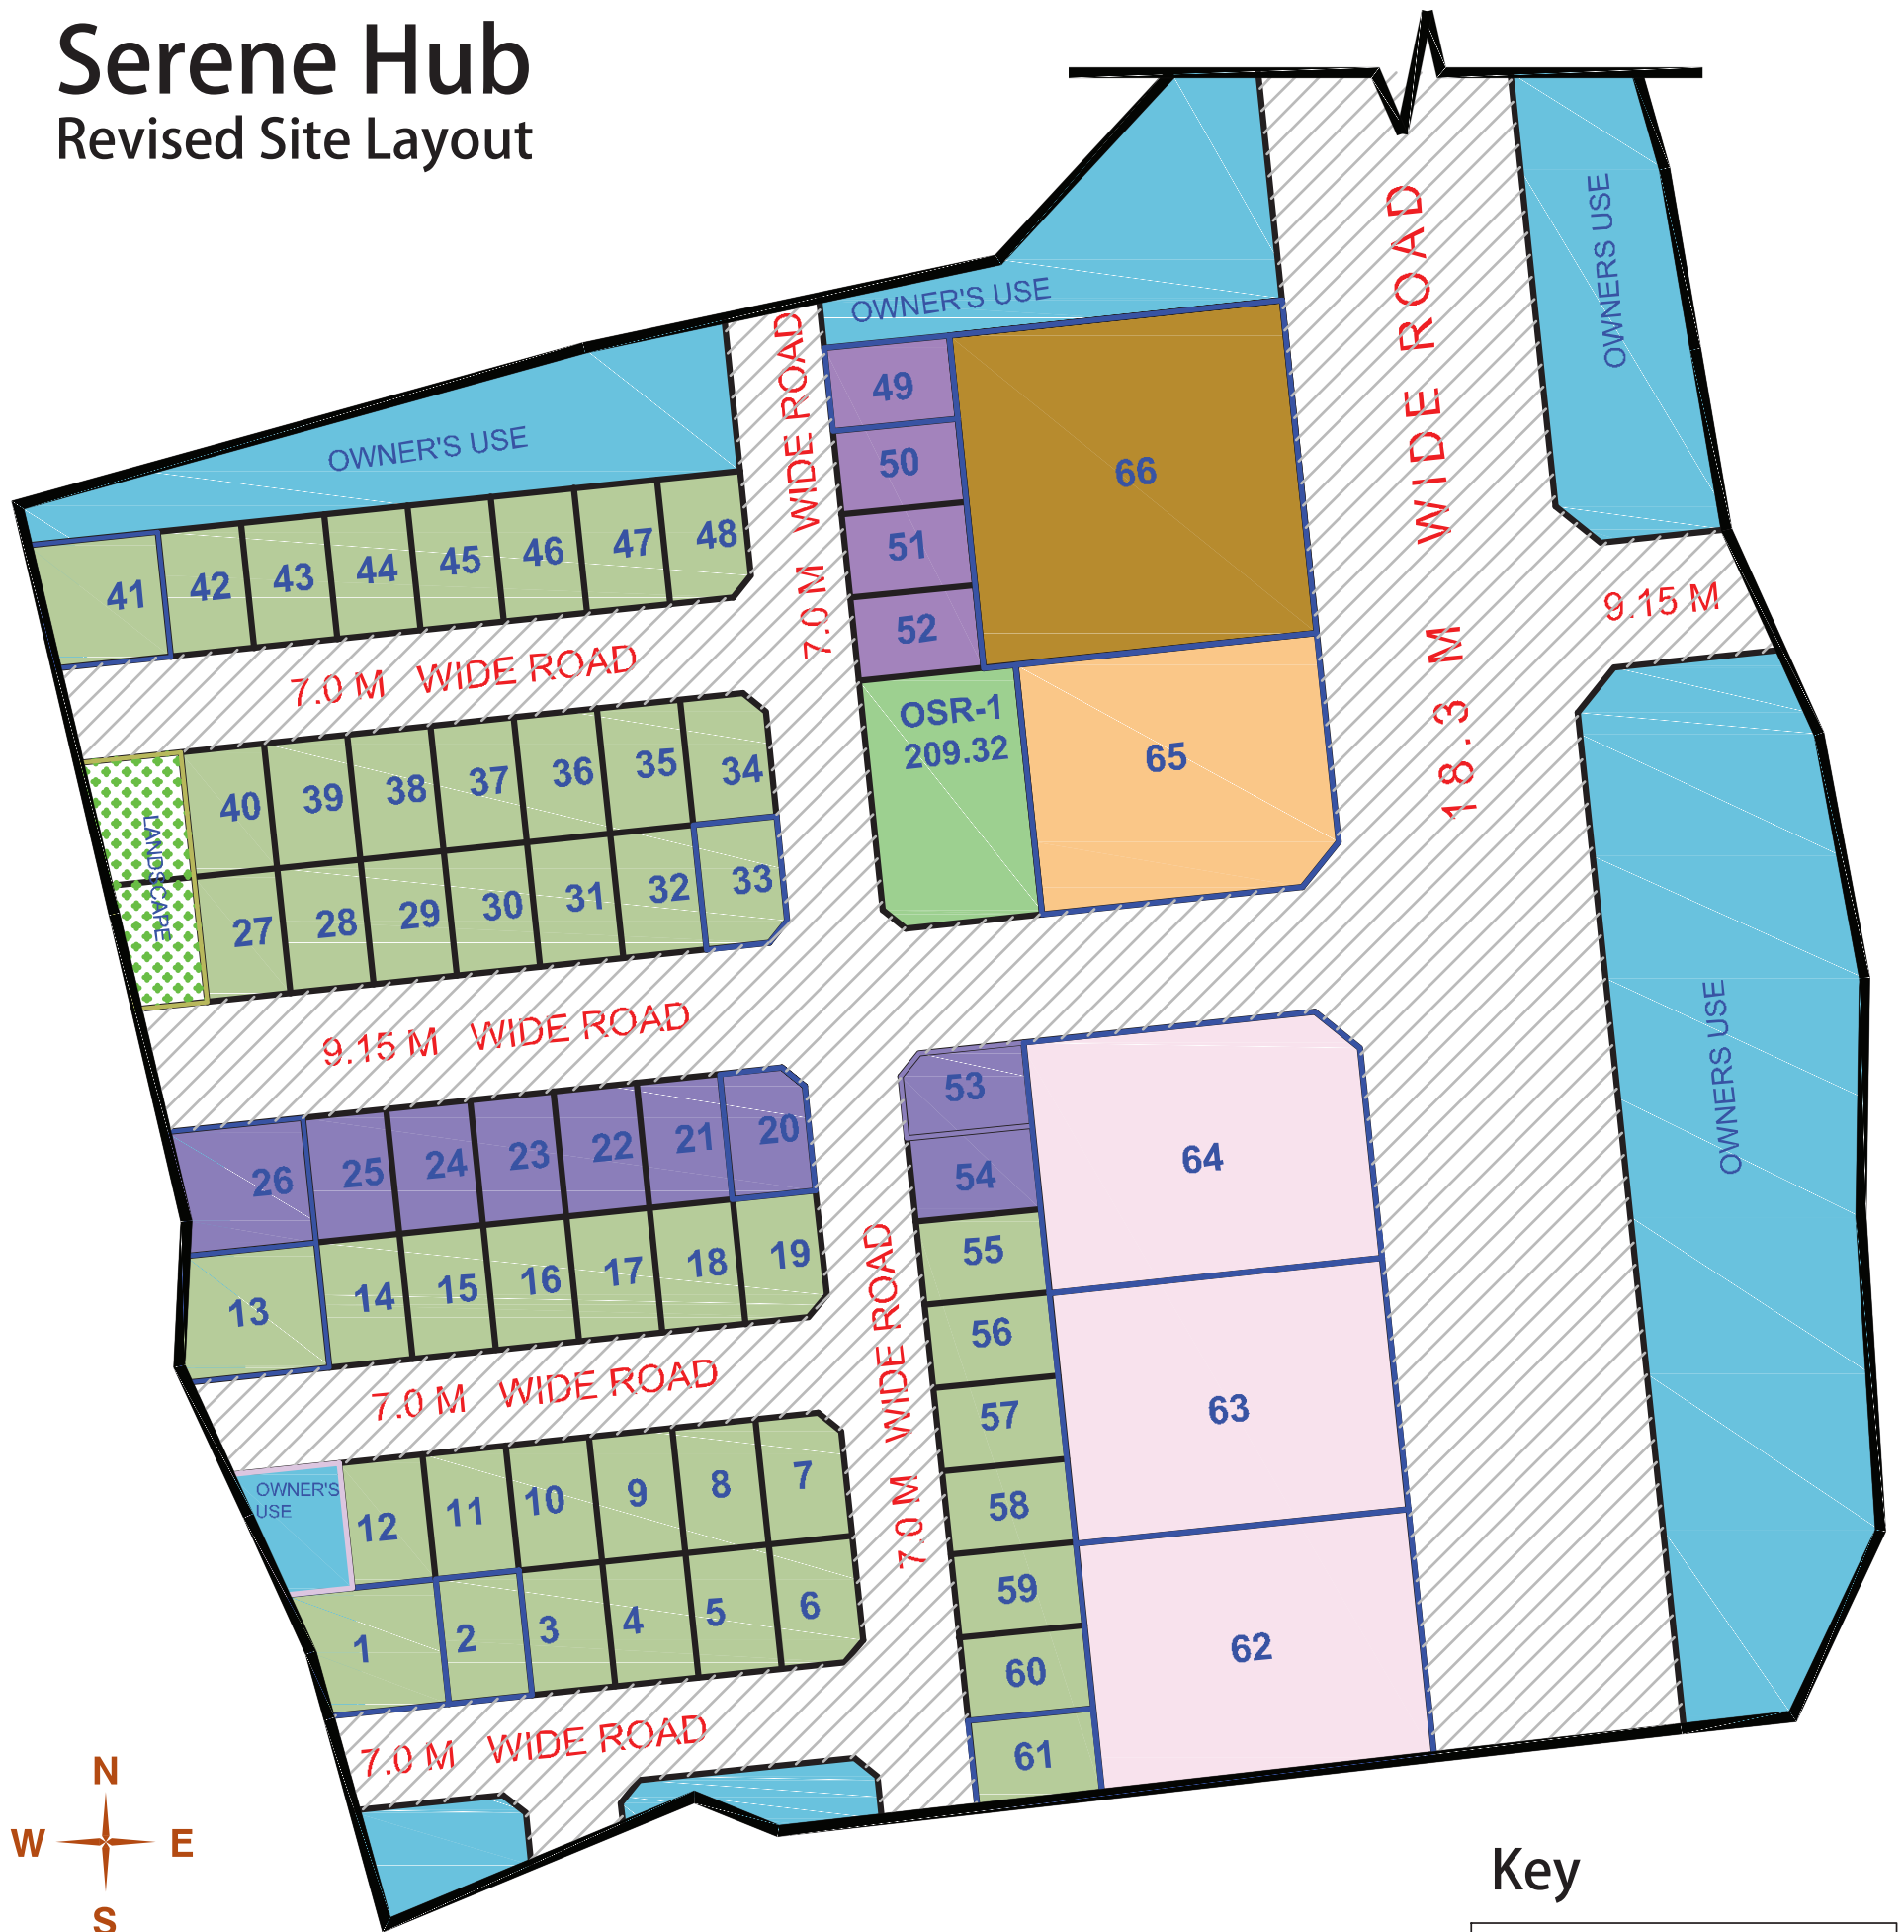 Serene Hub
Revised Site Layout
WIDE ROAD
18.3 M
OWNERS USE
OWNER'S USE
7.0 M WIDE ROAD
49
50
51
52
66
OWNER'S USE
41 42 43 44 45 46 47 48
9.15 M
7.0 M WIDE ROAD
OSR-1
209.32
65
40 39 38 37 36 35 34
LANDSCAPE
27 28 29 30 31 32 33
9.15 M WIDE ROAD
OWNERS USE
26 25 24 23 22 21 20
13 14 15 16 17 18 19
53
54
55
56
57
58
59
60
61
64
63
62
7.0 M WIDE ROAD
7.0 M WIDE ROAD
OWNER'S
USE
12 11 10 9 8 7
1 2 3 4 5 6
7.0 M WIDE ROAD
N
W E
S
Key